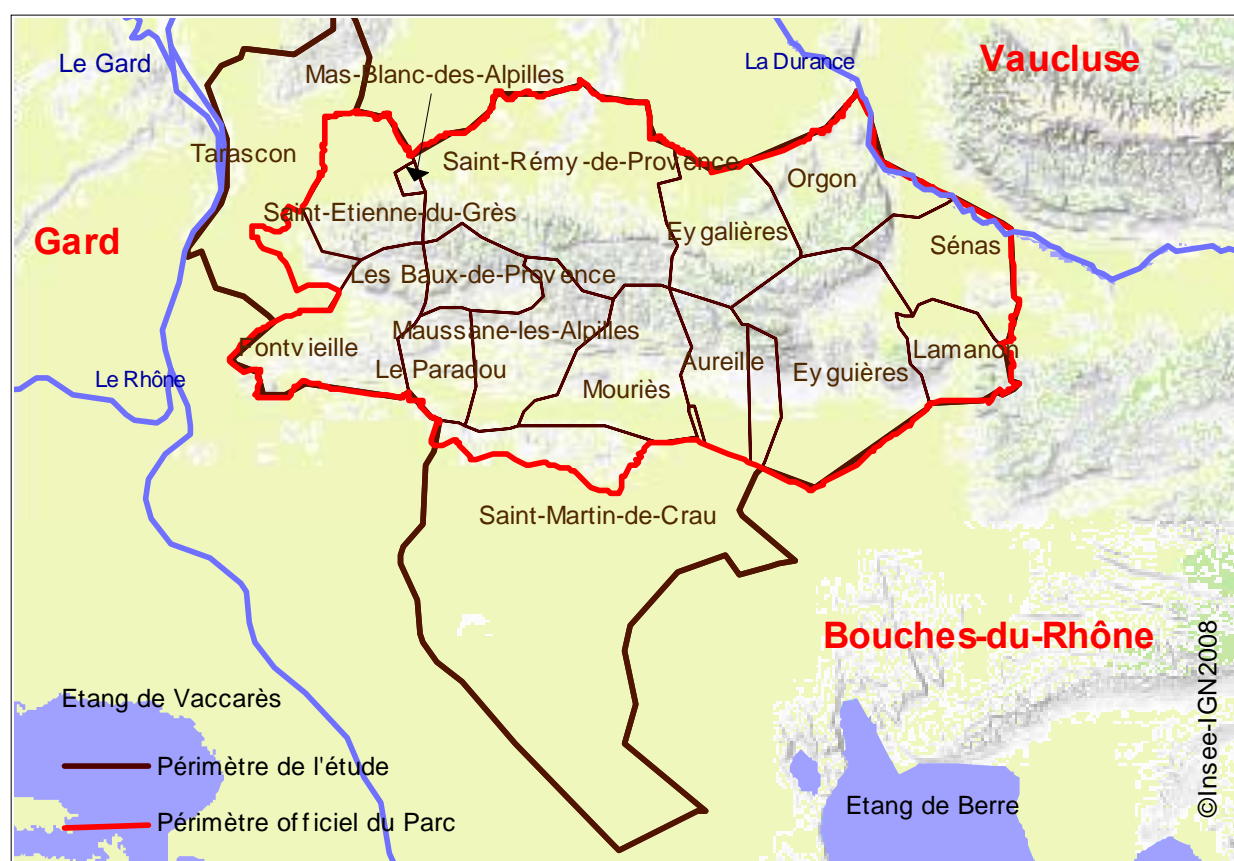 Le Gard
Mas-Blanc-des-Alpilles
La Durance
Vaucluse
Tarascon
Saint-Rémy-de-Provence
Orgon
Saint-Etienne-du-Grès
Gard
Eygalières
Sénas
Les Baux-de-Provence
Maussane-les-Alpilles
Fontvieille
Le Paradou
Aureille
Lamanon
Le Rhône
Mouriès
Eyguières
Saint-Martin-de-Crau
Bouches-du-Rhône
Etang de Vaccarès
Périmètre de l'étude
Périmètre officiel du Parc
Etang de Berre
©Insee-IGN2008